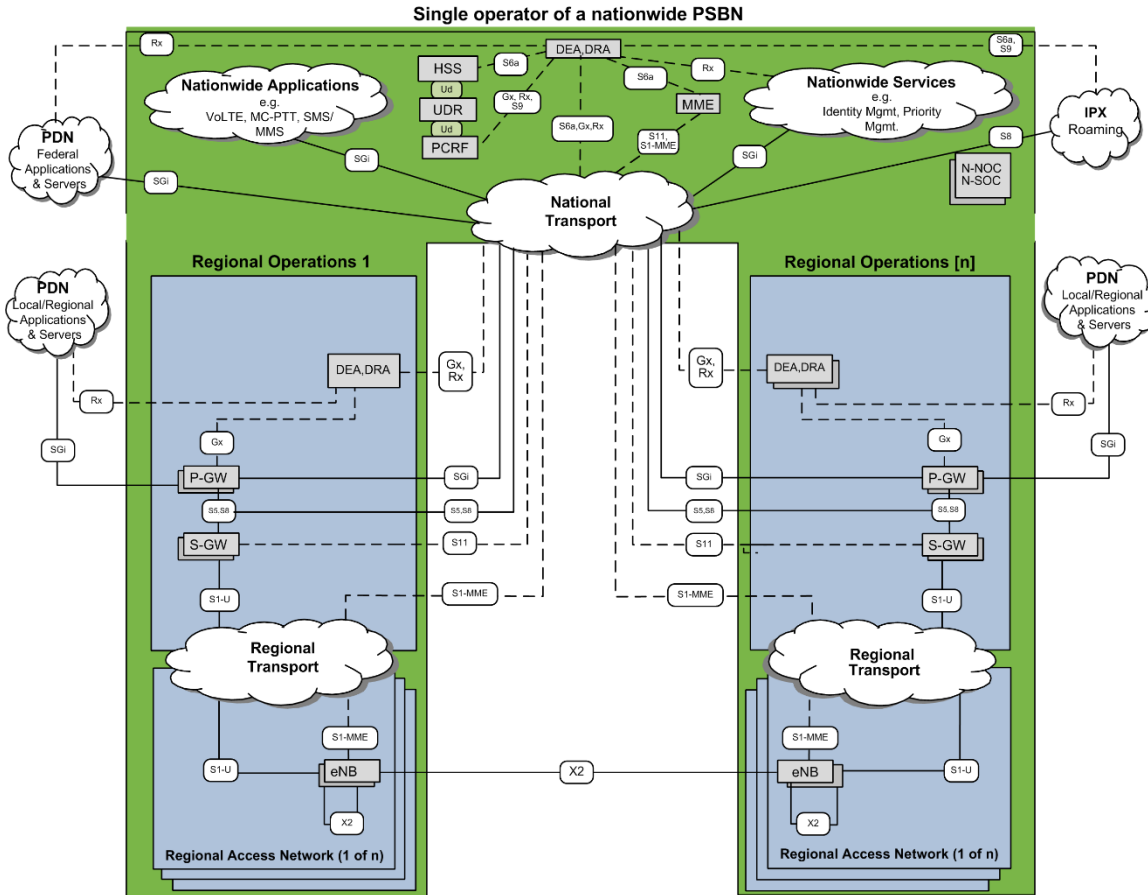 Single operator of a nationwide PSBN
Rx
DEA,DRA
S6a,
S9
HSS
S6a
S6a
Rx
Nationwide Applications
e.g.
VoLTE, MC-PTT, SMS/
MMS
Ud
Gx, Rx,
S9
UDR
Ud
PCRF
MME
Nationwide Services
e.g.
Identity Mgmt, Priority
Mgmt.
PDN
Federal
Applications
& Servers
IPX
Roaming
S6a,Gx,Rx
S11,
S1-MME
S8
SGi
SGi
SGi
N-NOC
N-SOC
National
Transport
Regional Operations 1
Regional Operations [n]
PDN
Local/Regional
Applications
& Servers
PDN
Local/Regional
Applications
& Servers
DEA,DRA
Gx,
Rx
Gx,
Rx
DEA,DRA
Rx
Rx
Gx
Gx
SGi
SGi
P-GW
SGi
SGi
P-GW
S5,S8
S5,S8
S5,S8
S5,S8
S-GW
S11
S11
S-GW
S1-U
S1-MME
S1-MME
S1-U
Regional
Transport
Regional
Transport
S1-MME
S1-MME
S1-U
eNB
X2
eNB
S1-U
X2
X2
Regional Access Network (1 of n)
Regional Access Network (1 of n)